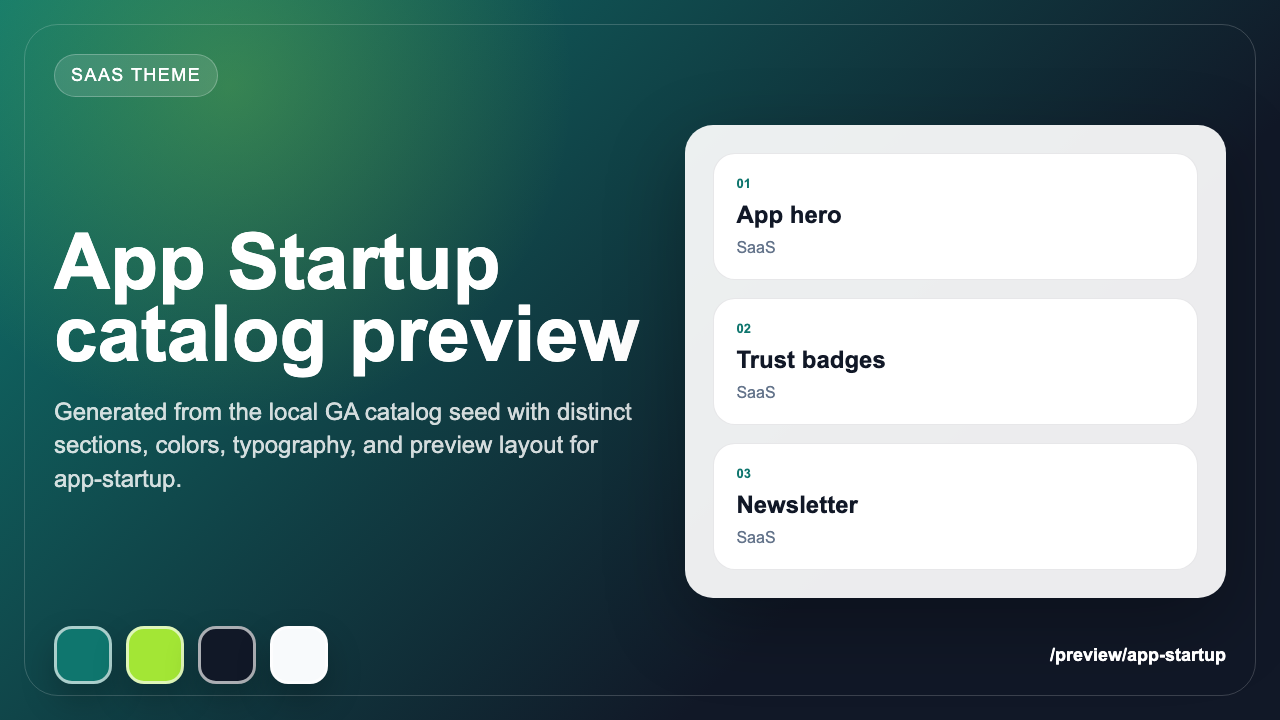 SAAS THEME
App Startup
catalog preview
Generated from the local GA catalog seed with distinct
sections, colors, typography, and preview layout for
app-startup.
01
App hero
SaaS
02
Trust badges
SaaS
03
Newsletter
SaaS
/preview/app-startup